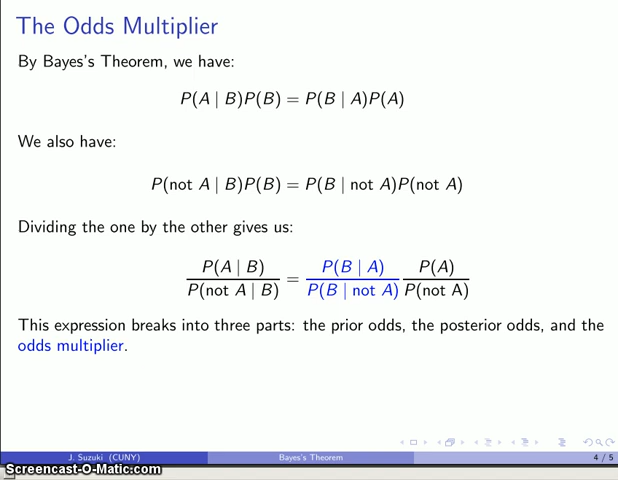 The Odds Multiplier
By Bayes's Theorem, we have:
P(A | B)P(B) = P(B | A)P(A)
We also have:
P(not A | B)P(B) = P(B | not A)P(not A)
Dividing the one by the other gives us:
P(A | B) / P(not A | B) = P(B | A) / P(B | not A) P(A) / P(not A)
This expression breaks into three parts: the prior odds, the posterior odds, and the
odds multiplier.
J. Suzuki (CUNY) Bayes's Theorem 4 / 5
Screencast-O-Matic.com